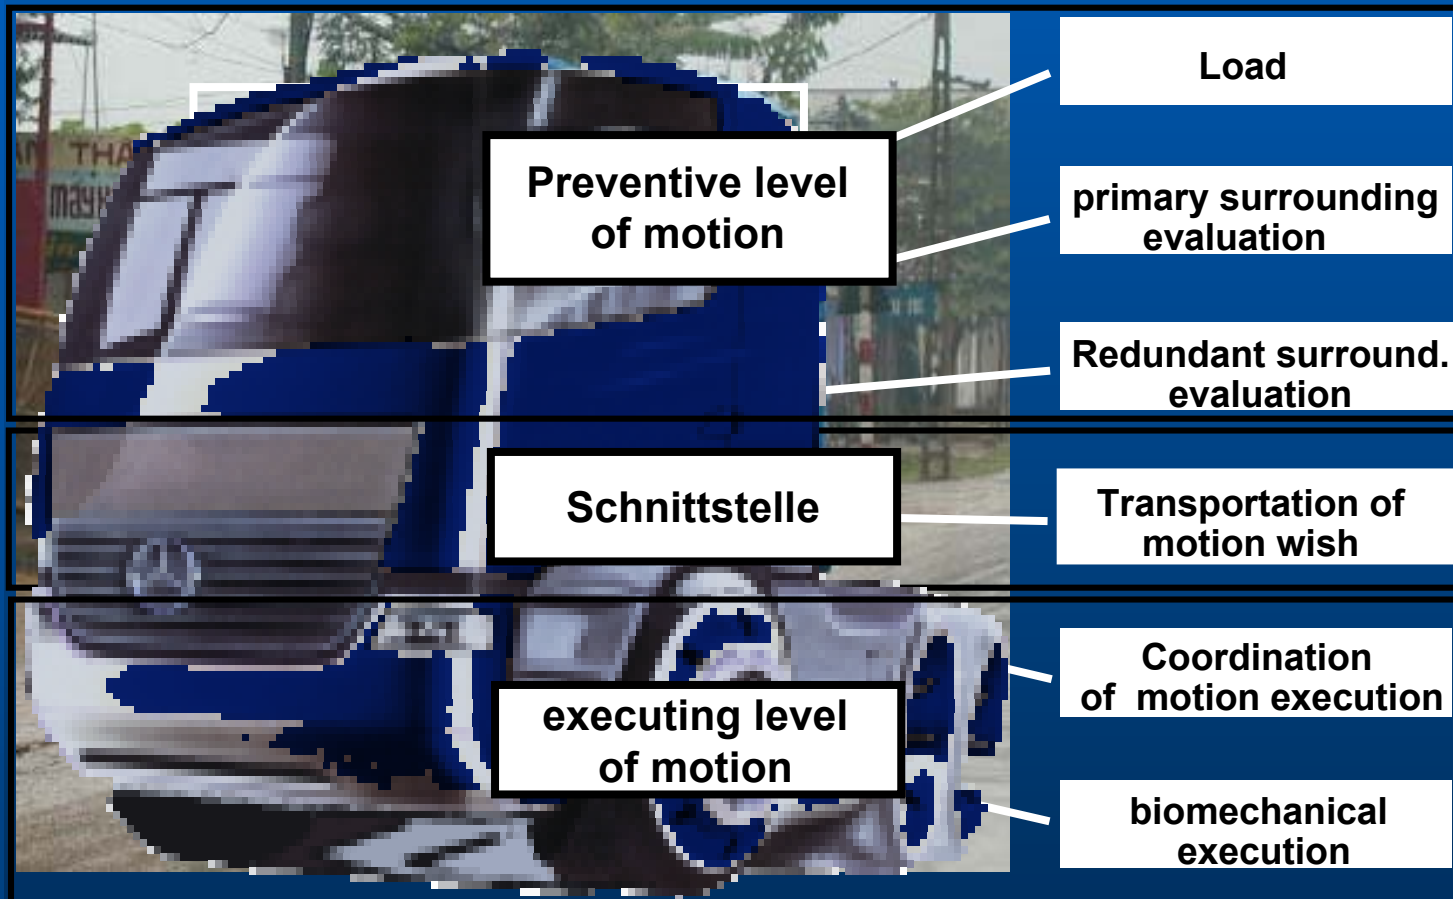 Load
Preventive level
of motion
primary surrounding
evaluation
Redundant surround.
evaluation
Schnittstelle
Transportation of
motion wish
Coordination
of motion execution
executing level
of motion
biomechanical
execution
THA